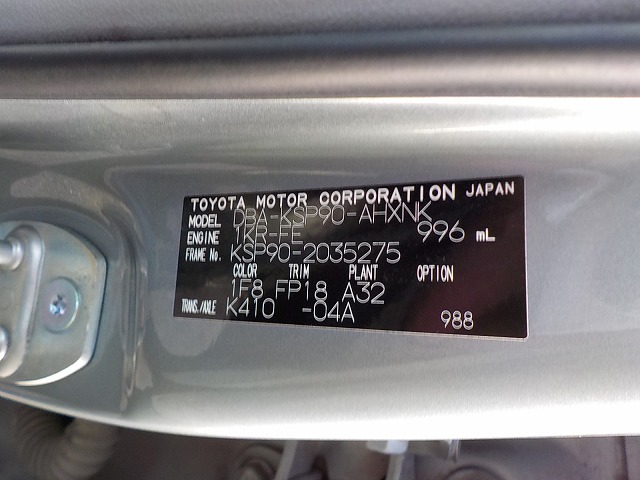 TOYOTA MOTOR CORPORATION JAPAN
MODEL DBA-KSP90-AHXNK
ENGINE 1KR-FE 996 mL
FRAME No. KSP90-2035275
COLOR TRIM PLANT OPTION
1F8 FP18 A32
TRANS./AXLE K410 -04A 988